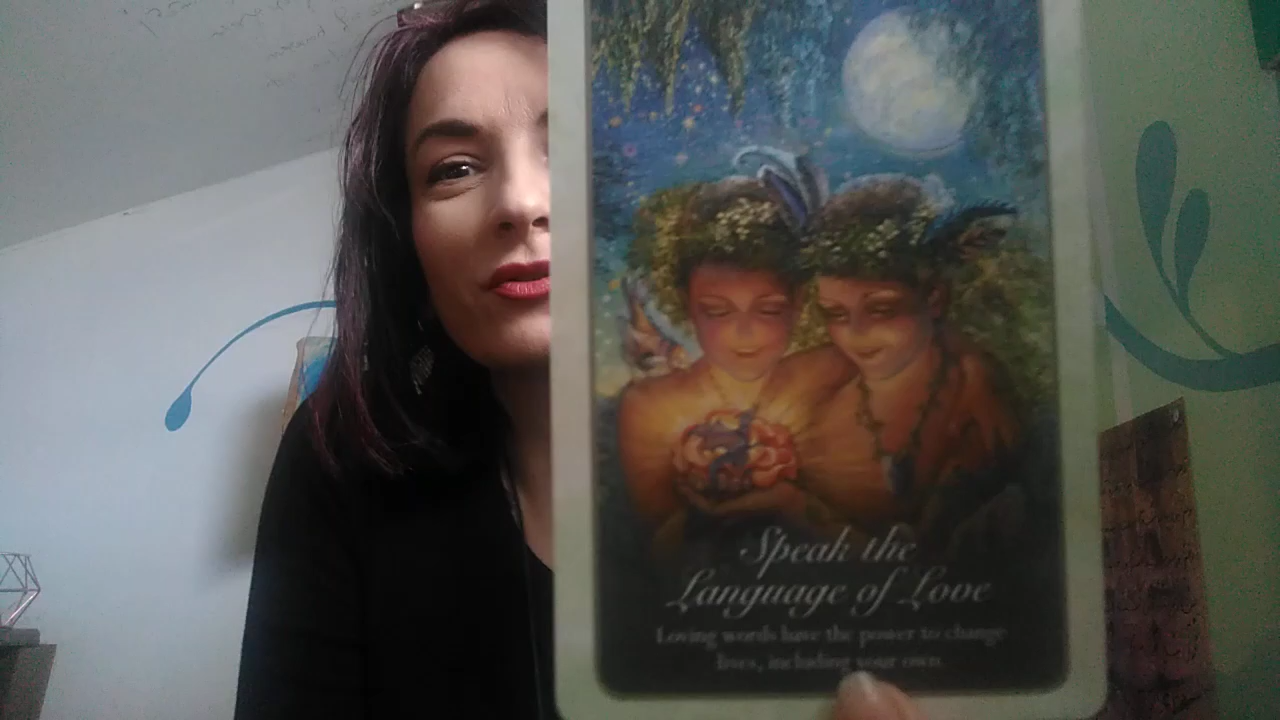 Speak the
Language of Love
Loving words have the power to change
lives, including your own.